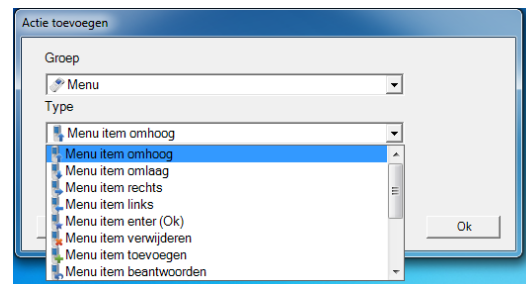 Actie toevoegen
Groep
Menu
Type
Menu item omhoog
Menu item omhoog
Menu item omlaag
Menu item rechts
Menu item links
Menu item enter (Ok)
Menu item verwijderen
Menu item toevoegen
Menu item beantwoorden
Ok